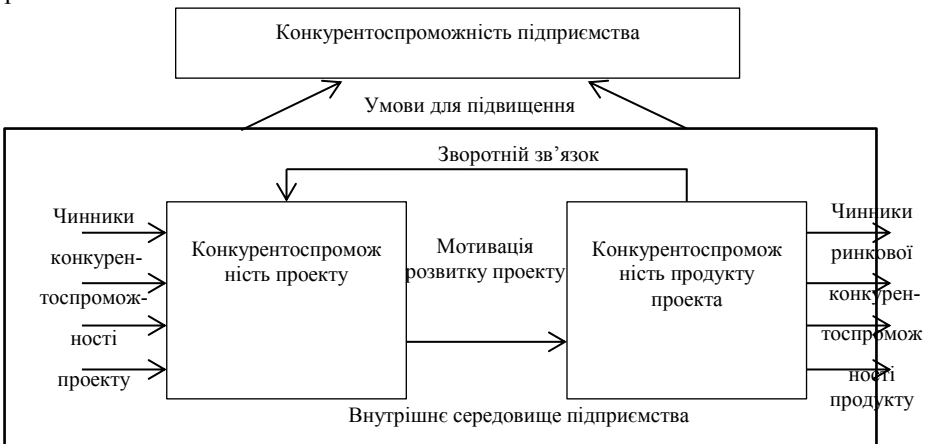 Конкурентоспроможність підприємства
Умови для підвищення
Зворотній зв’язок
Чинники
конкурен-
тоспромож-
ності
проекту
Конкурентоспромож
ність проекту
Мотивація
розвитку проекту
Конкурентоспромож
ність продукту
проекта
Чинники
ринкової
конкурен-
тоспромож
ності
продукту
Внутрішнє середовище підприємства